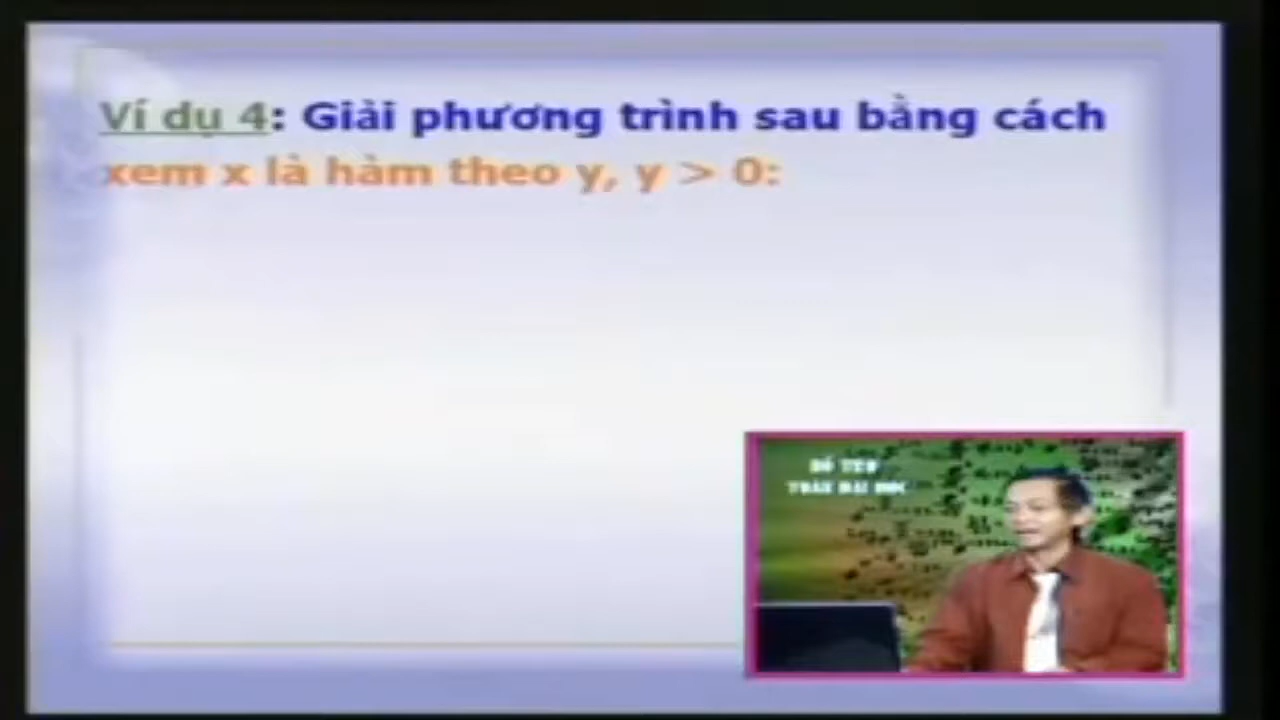 Ví dụ 4: Giải phương trình sau bằng cách
xem x là hàm theo y, y > 0: